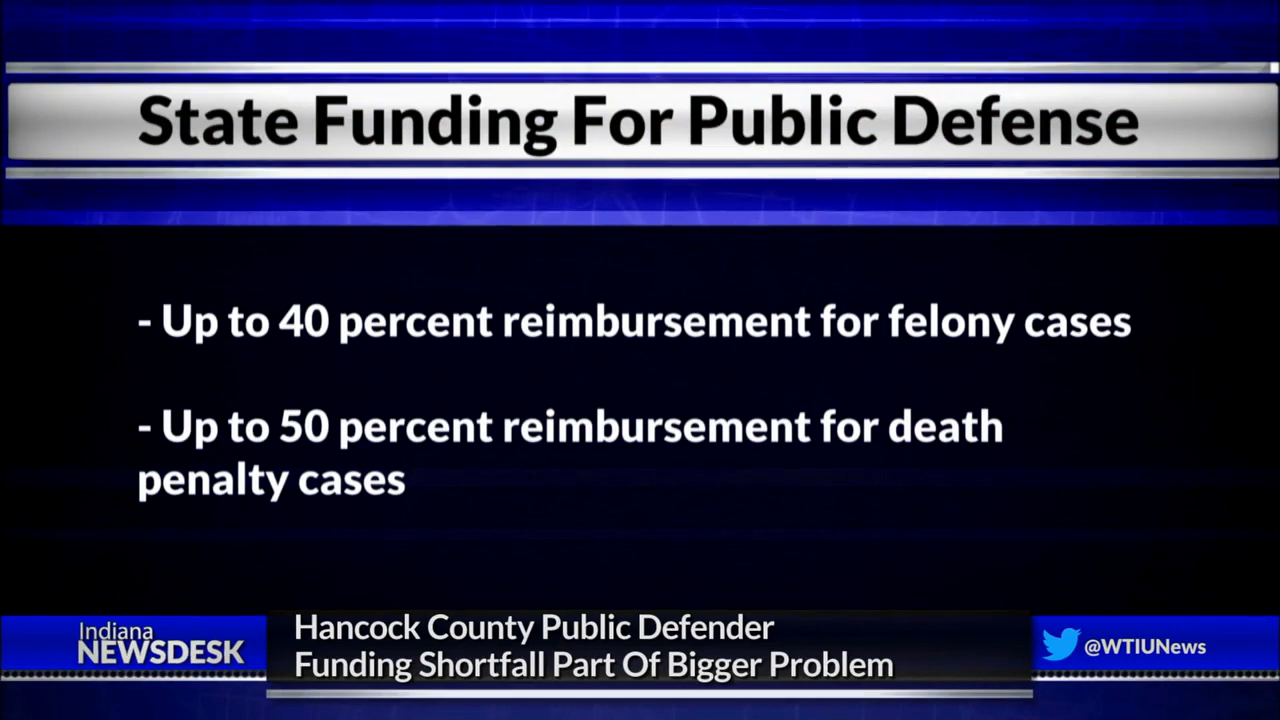 State Funding For Public Defense
- Up to 40 percent reimbursement for felony cases
- Up to 50 percent reimbursement for death
penalty cases
Indiana
NEWSDESK
Hancock County Public Defender
Funding Shortfall Part Of Bigger Problem
@WTIUNews